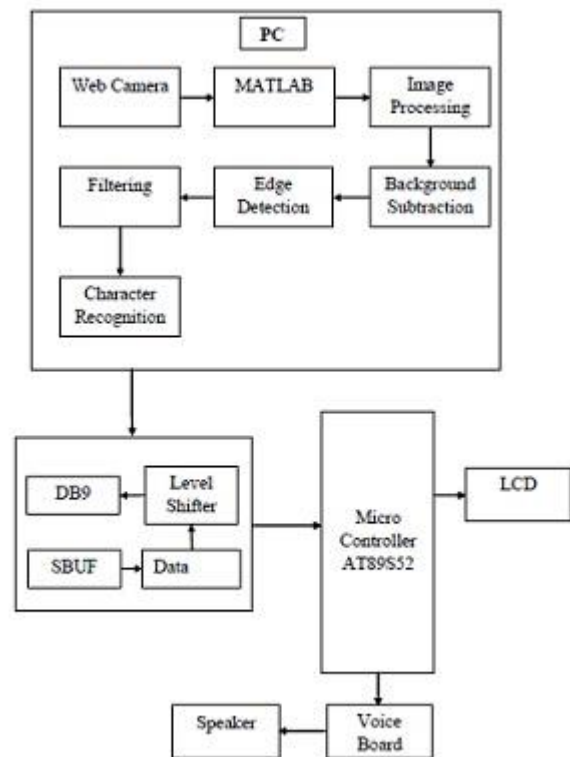 PC
Web Camera
MATLAB
Image
Processing
Filtering
Edge
Detection
Background
Subtraction
Character
Recognition
DB9
Level
Shifter
SBUF
Data
Micro
Controller
AT89S52
LCD
Speaker
Voice
Board